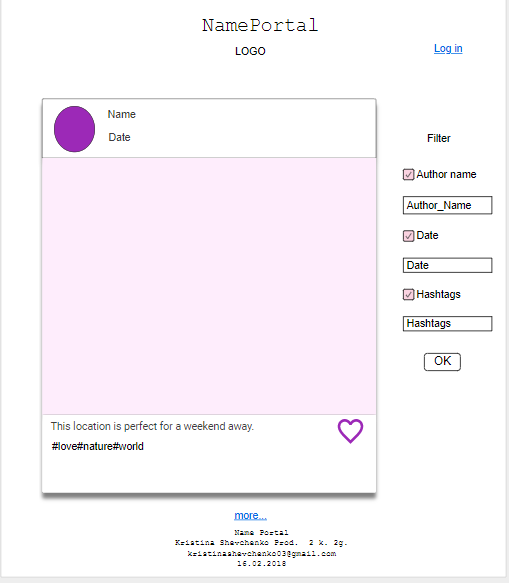 NamePortal
LOGO
Log in
Name
Date
Filter
Author name
Author_Name
Date
Date
Hashtags
Hashtags
OK
This location is perfect for a weekend away.
#love#nature#world
more...
Name Portal
Kristina Shevchenko Prod. 2 k. 2g.
kristinashevchenko03@gmail.com
16.02.2018